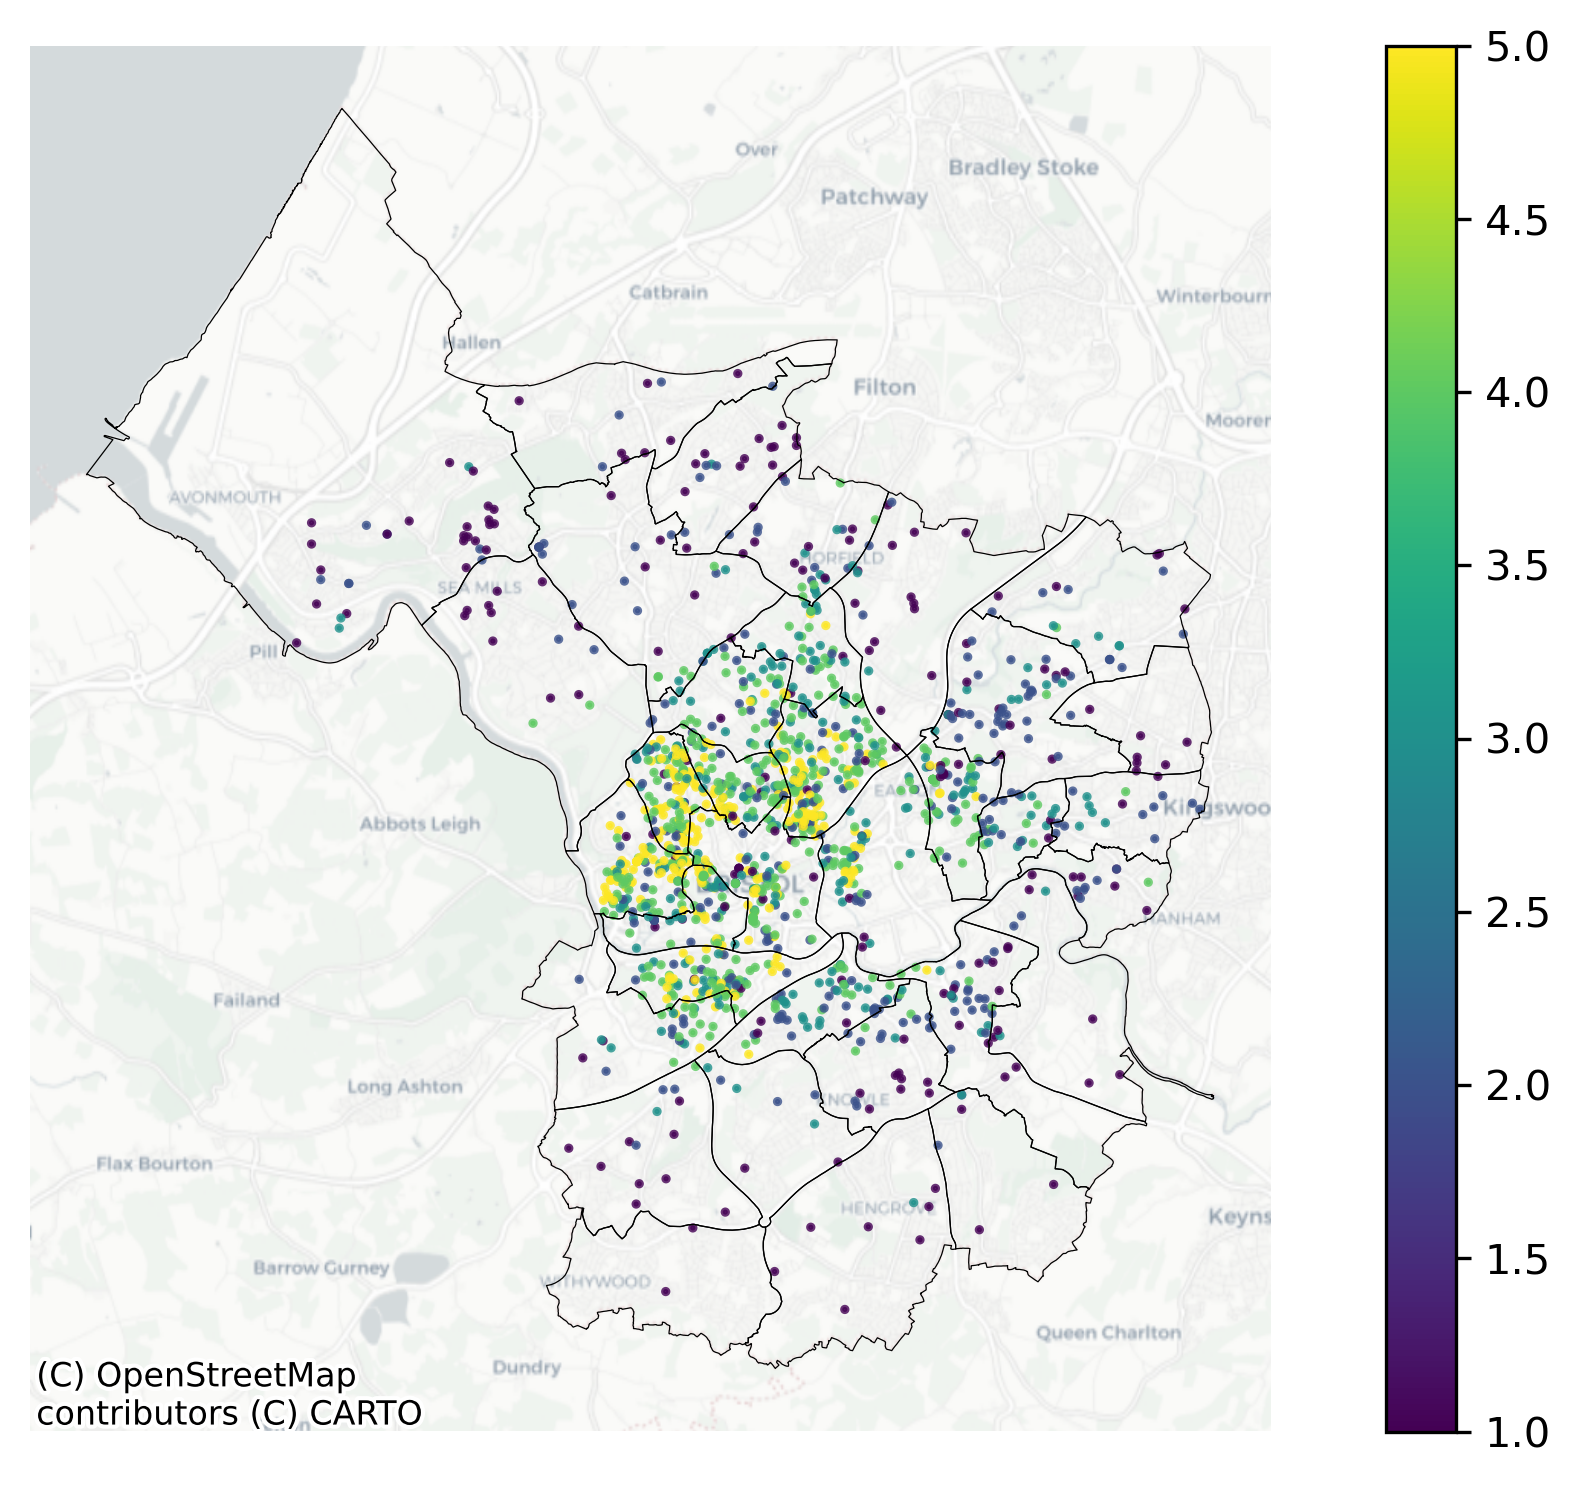 Over
Bradley Stoke
Patchway
Catbrain
Winterbourn
Hallen
Filton
Moorer
AVONMOUTH
HORFIELD
SEA MILLS
Pill
EASTON
Kingswoo
Abbots Leigh
BRISTOL
HANHAM
Failand
Long Ashton
KNOWLE
Flax Bourton
HENGROVE
Keyns
Barrow Gurney
WITHYWOOD
Queen Charlton
Dundry
(C) OpenStreetMap
contributors (C) CARTO
5.0
4.5
4.0
3.5
3.0
2.5
2.0
1.5
1.0